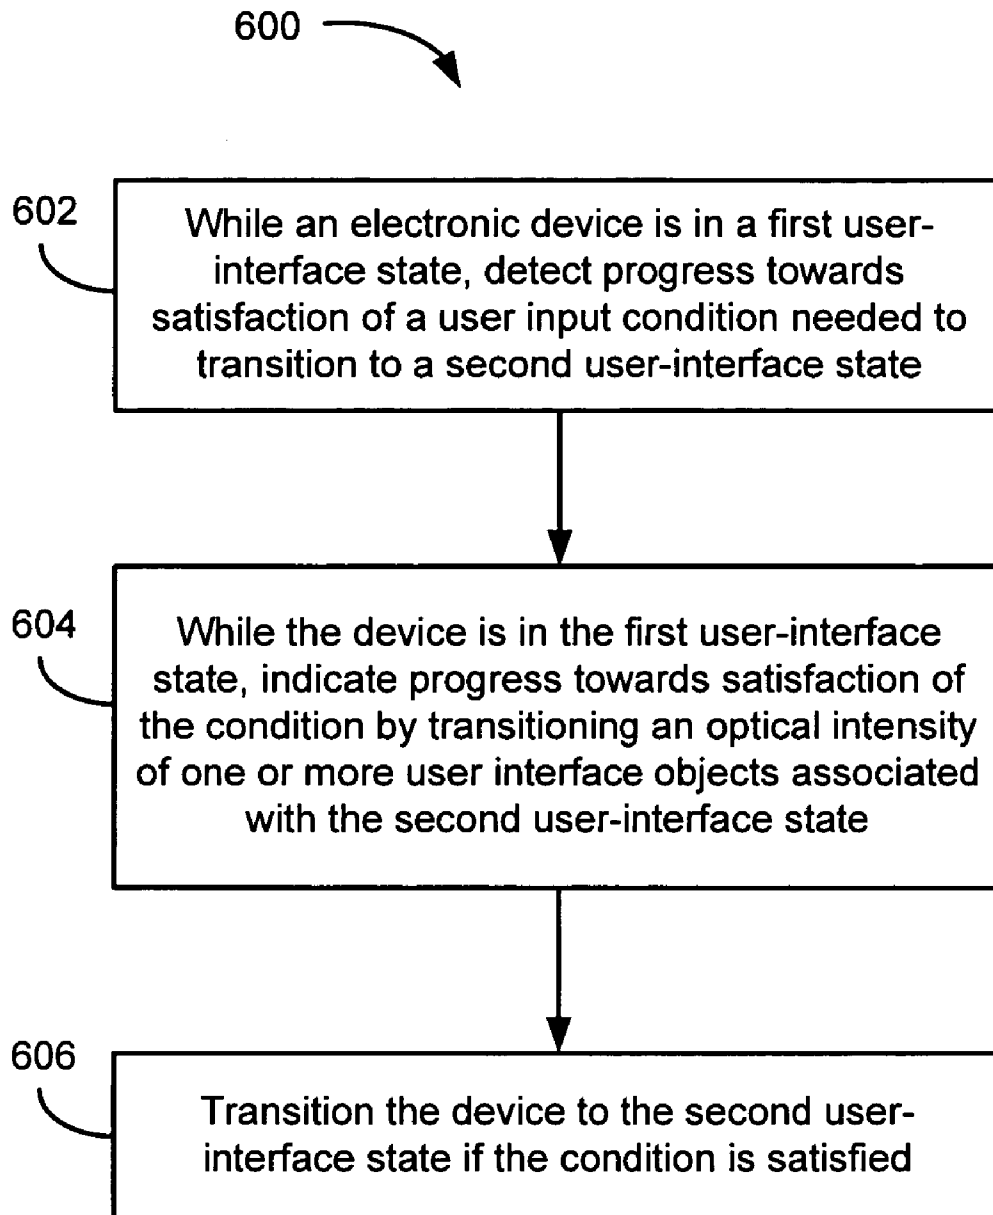 600
602
While an electronic device is in a first user-
interface state, detect progress towards
satisfaction of a user input condition needed to
transition to a second user-interface state
604
While the device is in the first user-interface
state, indicate progress towards satisfaction of
the condition by transitioning an optical intensity
of one or more user interface objects associated
with the second user-interface state
606
Transition the device to the second user-
interface state if the condition is satisfied